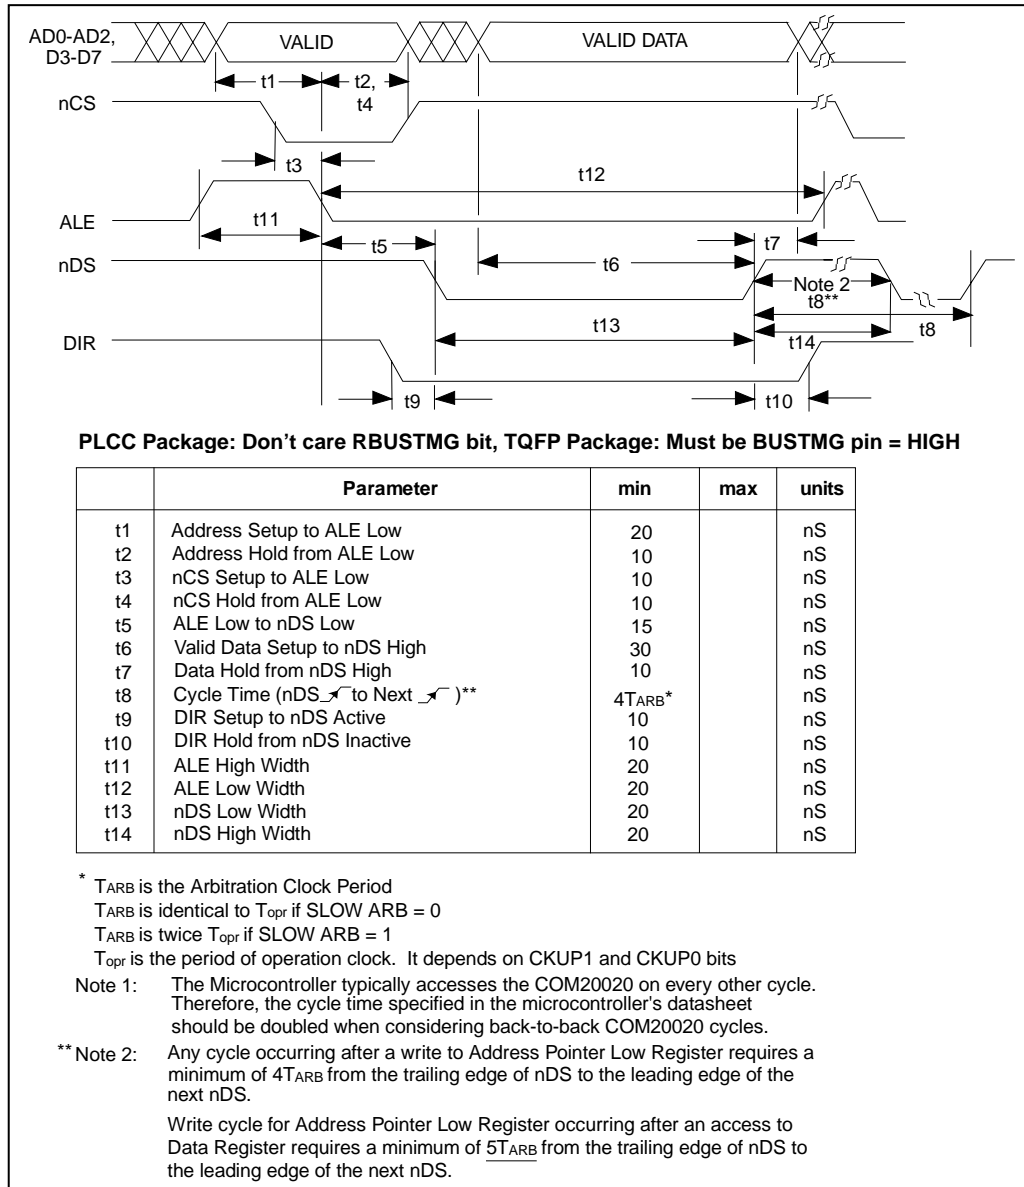 AD0-AD2,
D3-D7
VALID
VALID DATA
t1
t2,
t4
nCS
t3
t12
ALE
t11
t5
t7
nDS
t6
Note 2
t8**
t13
t8
DIR
t14
t9
t10
PLCC Package: Don't care RBUSTMG bit, TQFP Package: Must be BUSTMG pin = HIGH
Parameter min max units
t1 Address Setup to ALE Low 20 nS
t2 Address Hold from ALE Low 10 nS
t3 nCS Setup to ALE Low 10 nS
t4 nCS Hold from ALE Low 10 nS
t5 ALE Low to nDS Low 15 nS
t6 Valid Data Setup to nDS High 30 nS
t7 Data Hold from nDS High 10 nS
t8 Cycle Time (nDS to Next )** 4TARB* nS
t9 DIR Setup to nDS Active 10 nS
t10 DIR Hold from nDS Inactive 10 nS
t11 ALE High Width 20 nS
t12 ALE Low Width 20 nS
t13 nDS Low Width 20 nS
t14 nDS High Width 20 nS
* TARB is the Arbitration Clock Period
TARB is identical to Topr if SLOW ARB = 0
TARB is twice Topr if SLOW ARB = 1
Topr is the period of operation clock. It depends on CKUP1 and CKUP0 bits
Note 1: The Microcontroller typically accesses the COM20020 on every other cycle.
Therefore, the cycle time specified in the microcontroller's datasheet
should be doubled when considering back-to-back COM20020 cycles.
** Note 2: Any cycle occurring after a write to Address Pointer Low Register requires a
minimum of 4TARB from the trailing edge of nDS to the leading edge of the
next nDS.
Write cycle for Address Pointer Low Register occurring after an access to
Data Register requires a minimum of 5TARB from the trailing edge of nDS to
the leading edge of the next nDS.